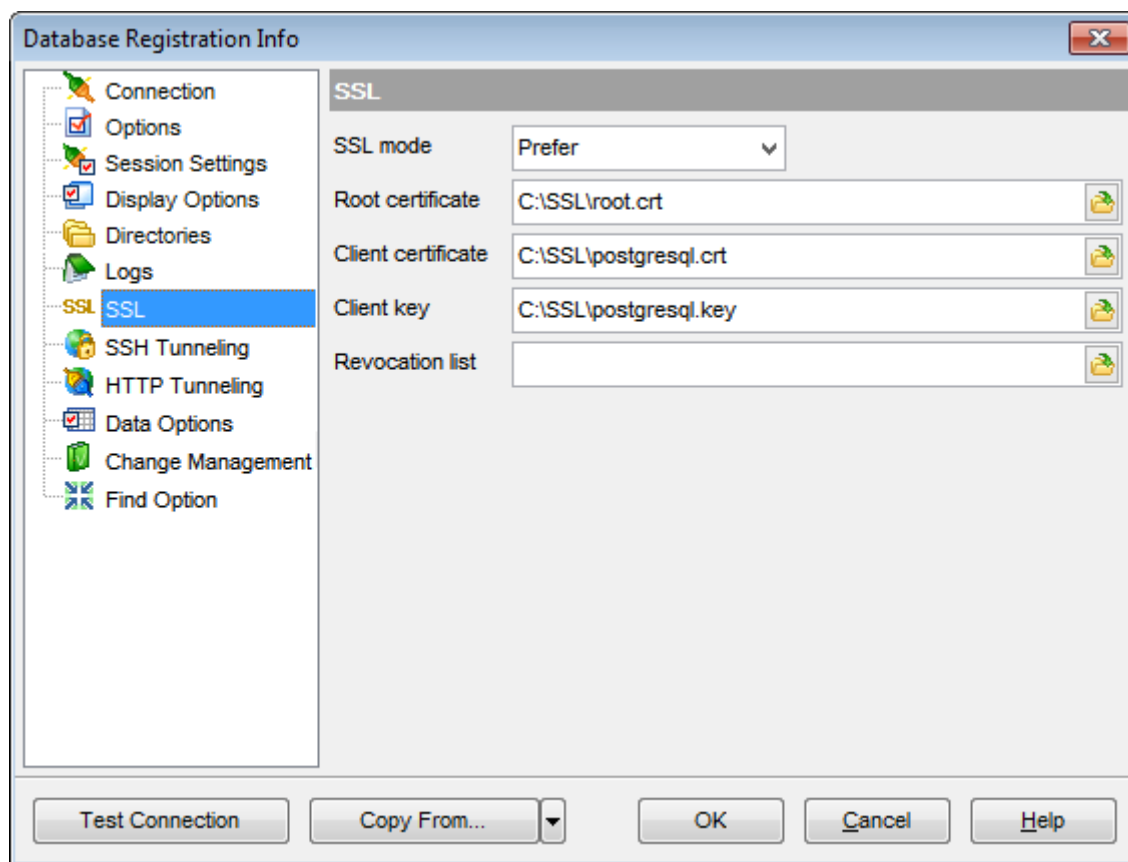 Database Registration Info
Connection
Options
Session Settings
Display Options
Directories
Logs
SSL SSL
SSH Tunneling
HTTP Tunneling
Data Options
Change Management
Find Option
SSL
SSL mode Prefer
Root certificate C:\SSL\root.crt
Client certificate C:\SSL\postgresql.crt
Client key C:\SSL\postgresql.key
Revocation list
Test Connection Copy From... OK Cancel Help